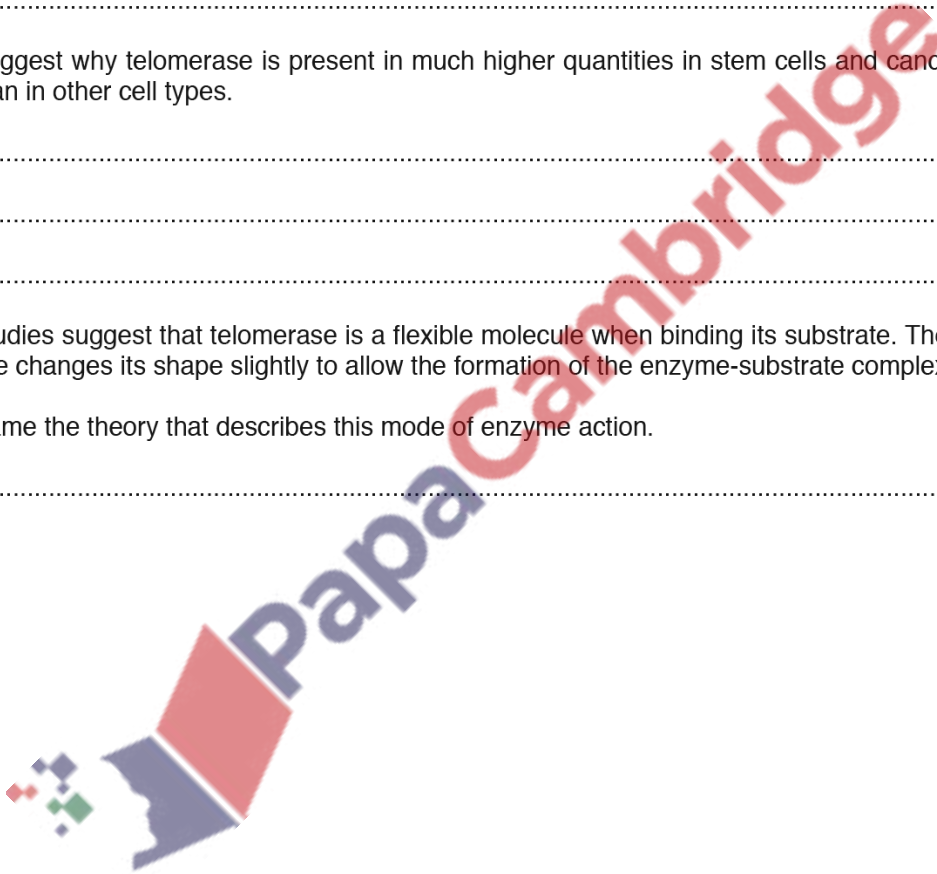 ggest why telomerase is present in much higher quantities in stem cells and canc
an in other cell types.
udies suggest that telomerase is a flexible molecule when binding its substrate. The
e changes its shape slightly to allow the formation of the enzyme-substrate complex
ame the theory that describes this mode of enzyme action.
PapaCambridge